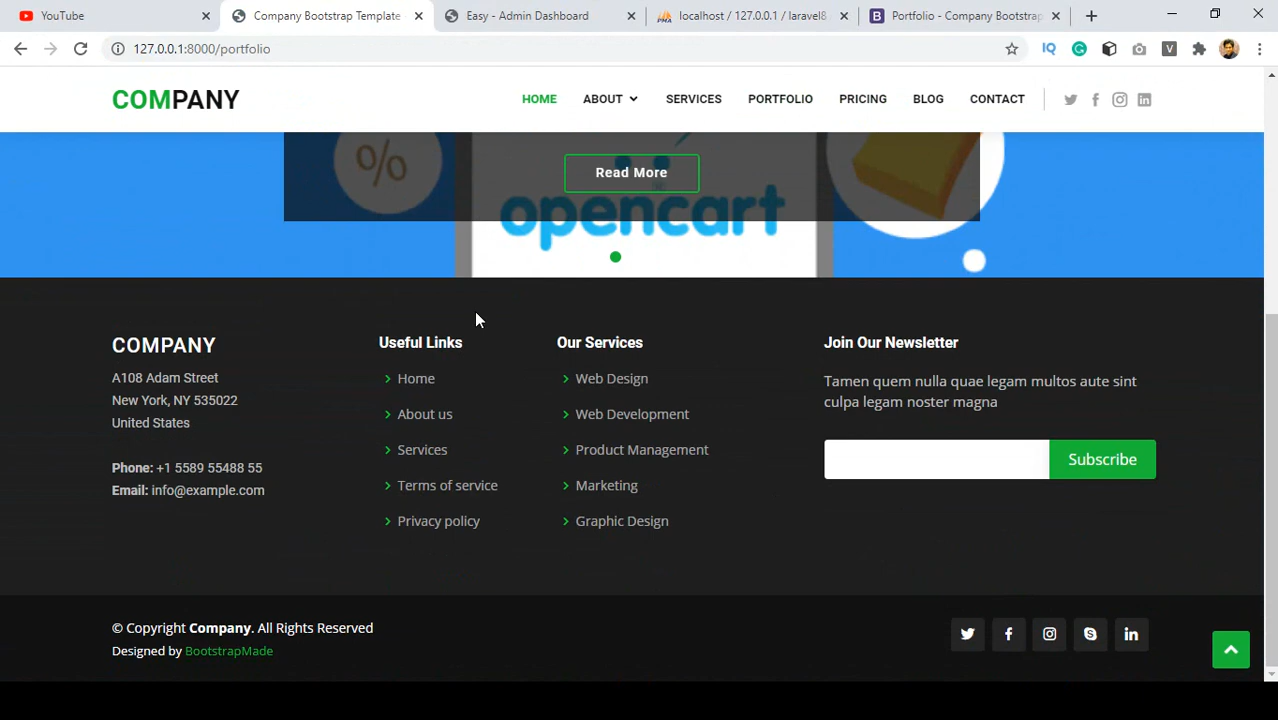 YouTube
Company Bootstrap Template
Easy - Admin Dashboard
localhost / 127.0.0.1 / laravel8
Portfolio - Company Bootstrap
127.0.0.1:8000/portfolio
IQ
V
COMPANY
HOME
ABOUT
SERVICES
PORTFOLIO
PRICING
BLOG
CONTACT
%
Read More
opencart
COMPANY
A108 Adam Street
New York, NY 535022
United States
Phone: +1 5589 55488 55
Email: info@example.com
Useful Links
Home
About us
Services
Terms of service
Privacy policy
Our Services
Web Design
Web Development
Product Management
Marketing
Graphic Design
Join Our Newsletter
Tamen quem nulla quae legam multos aute sint
culpa legam noster magna
Subscribe
© Copyright Company. All Rights Reserved
Designed by BootstrapMade